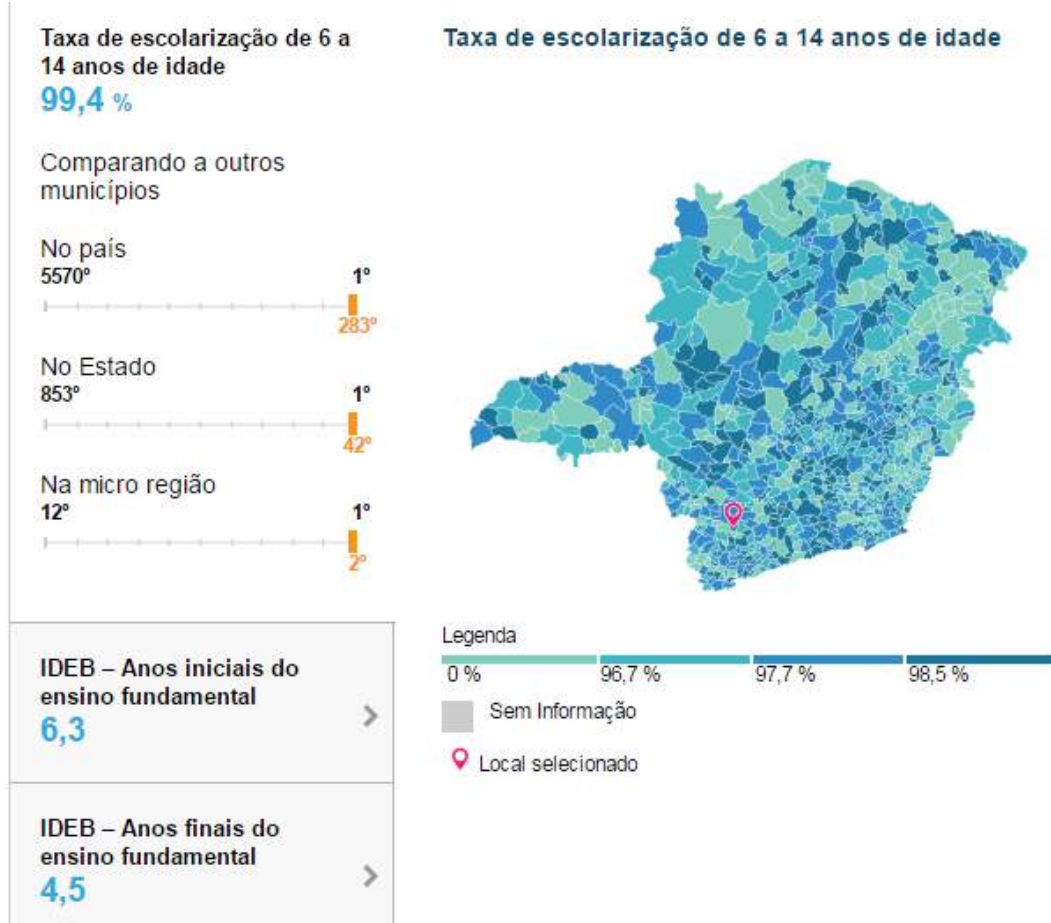 Taxa de escolarização de 6 a
14 anos de idade
99,4 %
Comparando a outros
municípios
No país
5570º 1º
283º
No Estado
853º 1º
42º
Na micro região
12º 1º
2º
IDEB – Anos iniciais do
ensino fundamental
6,3
IDEB – Anos finais do
ensino fundamental
4,5
Taxa de escolarização de 6 a 14 anos de idade
Legenda
0 % 96,7 % 97,7 % 98,5 %
Sem Informação
Local selecionado